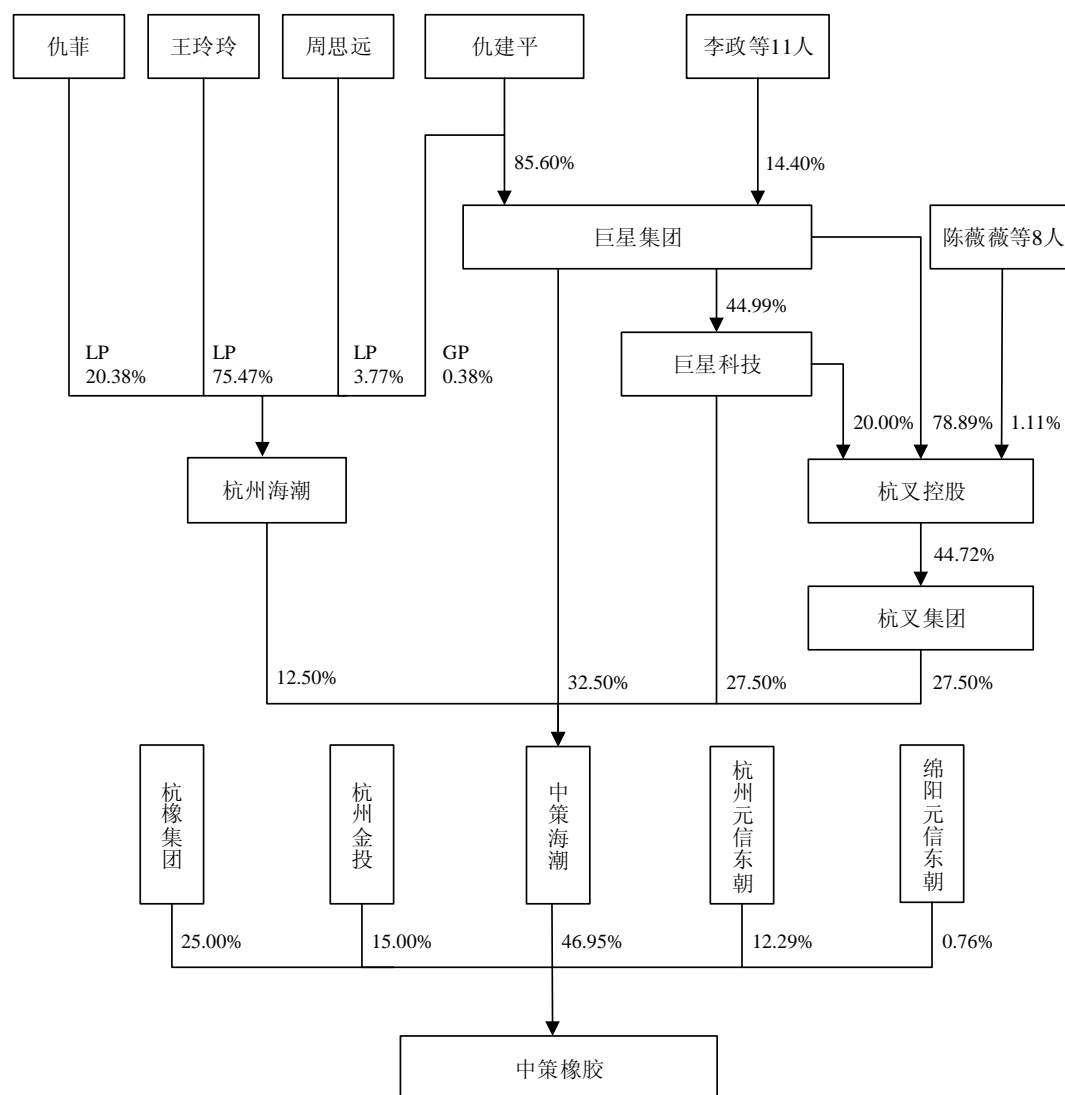 仇菲
王玲玲
周思远
仇建平
李政等11人
85.60%
14.40%
巨星集团
陈薇薇等8人
44.99%
LP
20.38%
LP
75.47%
LP
3.77%
GP
0.38%
巨星科技
20.00%
78.89%
1.11%
杭州海潮
杭叉控股
44.72%
杭叉集团
12.50%
32.50%
27.50%
27.50%
杭橡集团
杭州金投
中策海潮
杭州元信东朝
绵阳元信东朝
25.00%
15.00%
46.95%
12.29%
0.76%
中策橡胶